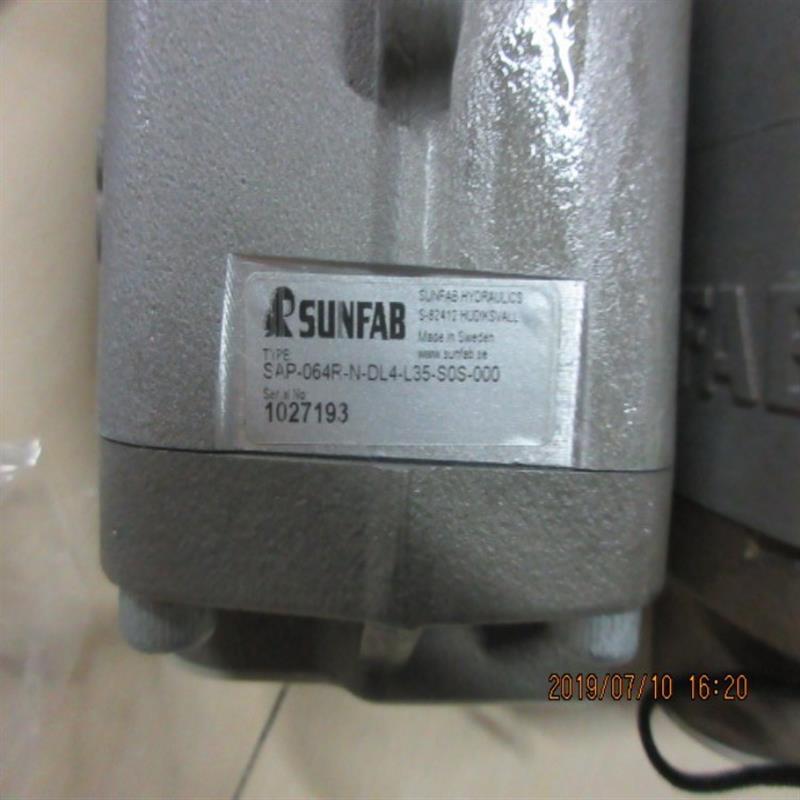 SUNFAB
SUNFAB HYDRAULICS
S-82412 HUDIKSVALL
Made in Sweden
www.sunfab.se
TYPE
SAP-064R-N-DL4-L35-S0S-000
Serial No
1027193
FAB
2019/07/10 16:20